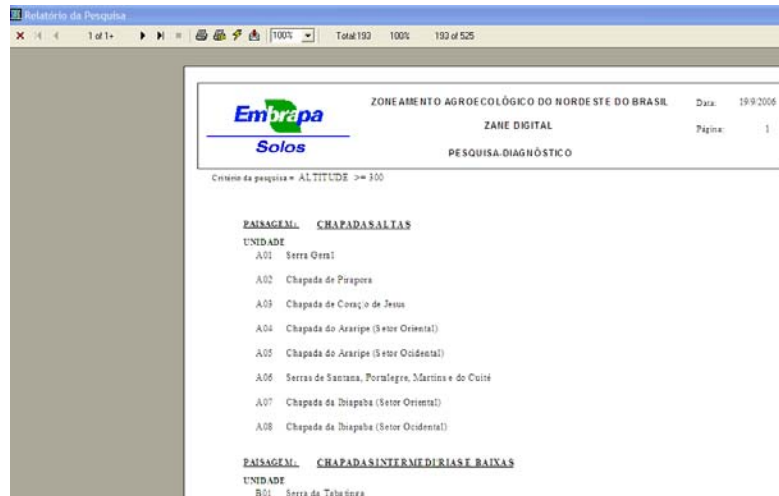 Relatório da Pesquisa
1 of 1+ 100% Total:193 100% 193 of 525
ZONEAMENTO AGROECOLÓGICO DO NORDESTE DO BRASIL Data: 19/9/2006
Embrapa ZANE DIGITAL Página: 1
Solos PESQUISA-DIAGNÓSTICO
Critério da pesquisa = ALTITUDE >= 300
PAISAGEM: CHAPADAS ALTAS
UNIDADE
A01 Serra Geral
A02 Chapada de Pirapora
A03 Chapada de Coração de Jesus
A04 Chapada do Araripe (Setor Oriental)
A05 Chapada do Araripe (Setor Ocidental)
A06 Serras de Santana, Portalegre, Martins e do Cuité
A07 Chapada da Ibiapaba (Setor Oriental)
A08 Chapada da Ibiapaba (Setor Ocidental)
PAISAGEM: CHAPADAS INTERMEDIRIAS E BAIXAS
UNIDADE
B01 Serra da Tabatinga